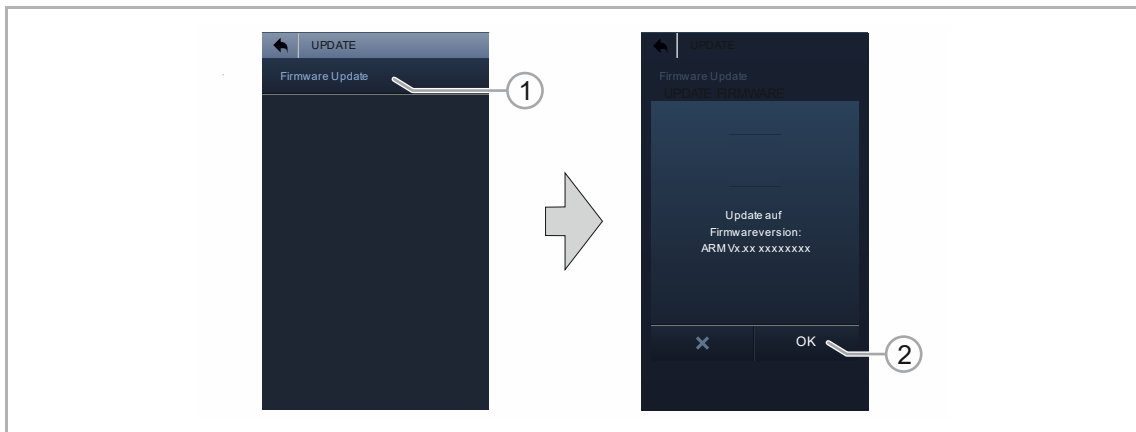 UPDATE
Firmware Update
1
UPDATE
Firmware Update
UPDATE FIRMWARE
Update auf
Firmwareversion:
ARM Vx.xx xxxxxxxx
OK
2